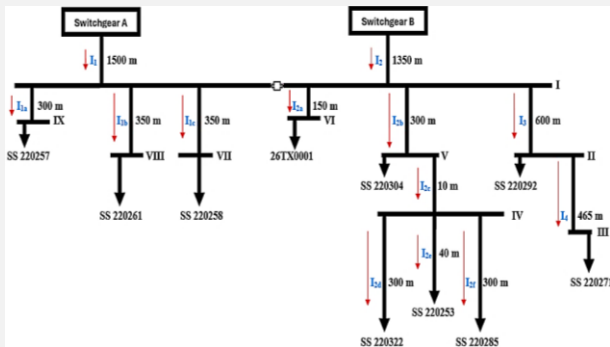 Switchgear A
Switchgear B
I₁ 1500 m
I₂ 1350 m
I
I₁ₐ 300 m
IX
SS 220257
I₁b 350 m
VIII
SS 220261
I₁c 350 m
VII
SS 220258
I₂ₐ 150 m
VI
26TX0001
I₂b 300 m
V
SS 220304
I₃ 600 m
II
SS 220292
I₂c 10 m
IV
I₄ 465 m
III
SS 220271
I₂d 300 m
I₂ₑ 40 m
I₂f 300 m
SS 220253
SS 220322
SS 220285